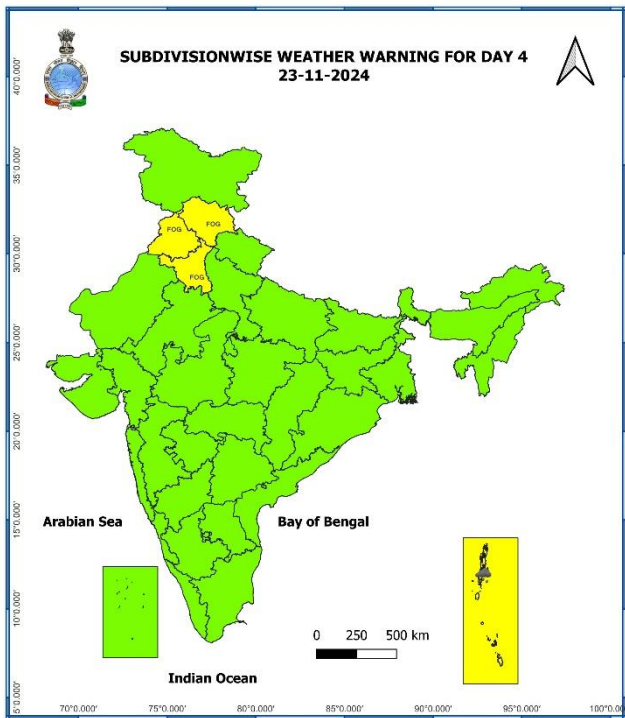 SUBDIVISIONWISE WEATHER WARNING FOR DAY 4
23-11-2024
40°0.000'
35°0.000'
30°0.000'
25°0.000'
20°0.000'
15°0.000'
10°0.000'
5°0.000'
FOG
FOG
FOG
Arabian Sea
Bay of Bengal
0 250 500 km
Indian Ocean
70°0.000' 75°0.000' 80°0.000' 85°0.000' 90°0.000' 95°0.000'